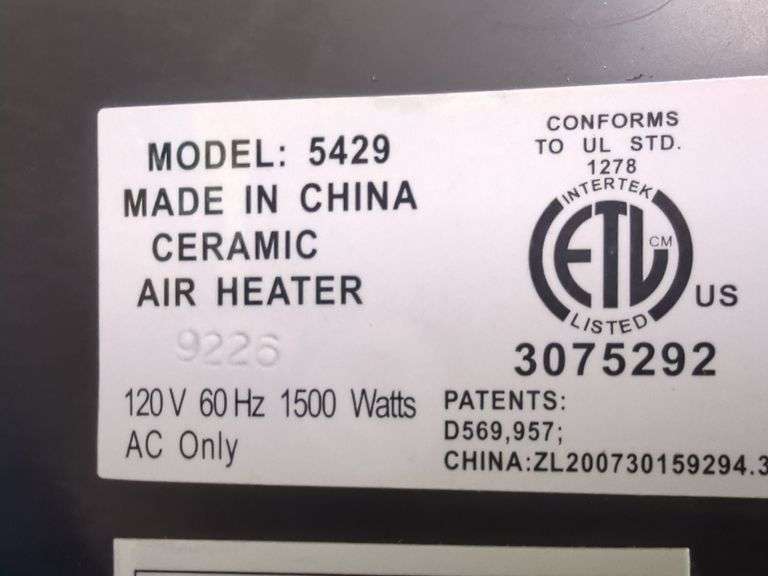 MODEL: 5429
MADE IN CHINA
CERAMIC
AIR HEATER
9226
120 V 60 Hz 1500 Watts
AC Only
CONFORMS
TO UL STD.
1278
INTERTEK
ETL CM
LISTED
US
3075292
PATENTS:
D569,957;
CHINA:ZL200730159294.3